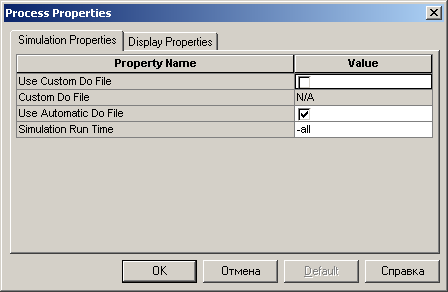 Process Properties
Simulation Properties Display Properties
Property Name Value
Use Custom Do File
Custom Do File N/A
Use Automatic Do File
Simulation Run Time -all
OK Отмена Default Справка